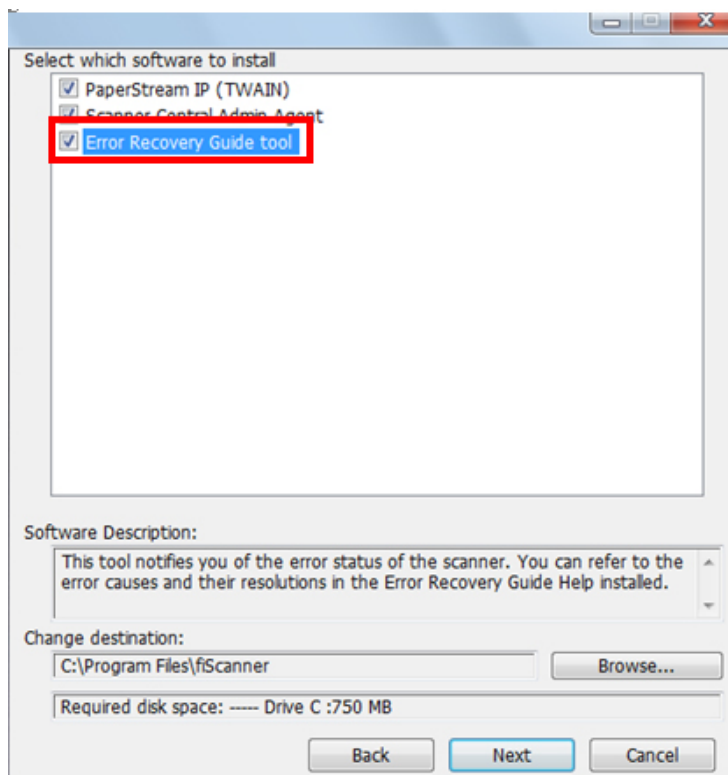 Select which software to install
PaperStream IP (TWAIN)
Scanner Central Admin Agent
Error Recovery Guide tool
Software Description:
This tool notifies you of the error status of the scanner. You can refer to the
error causes and their resolutions in the Error Recovery Guide Help installed.
Change destination:
C:\Program Files\fiScanner
Browse...
Required disk space: ----- Drive C :750 MB
Back
Next
Cancel